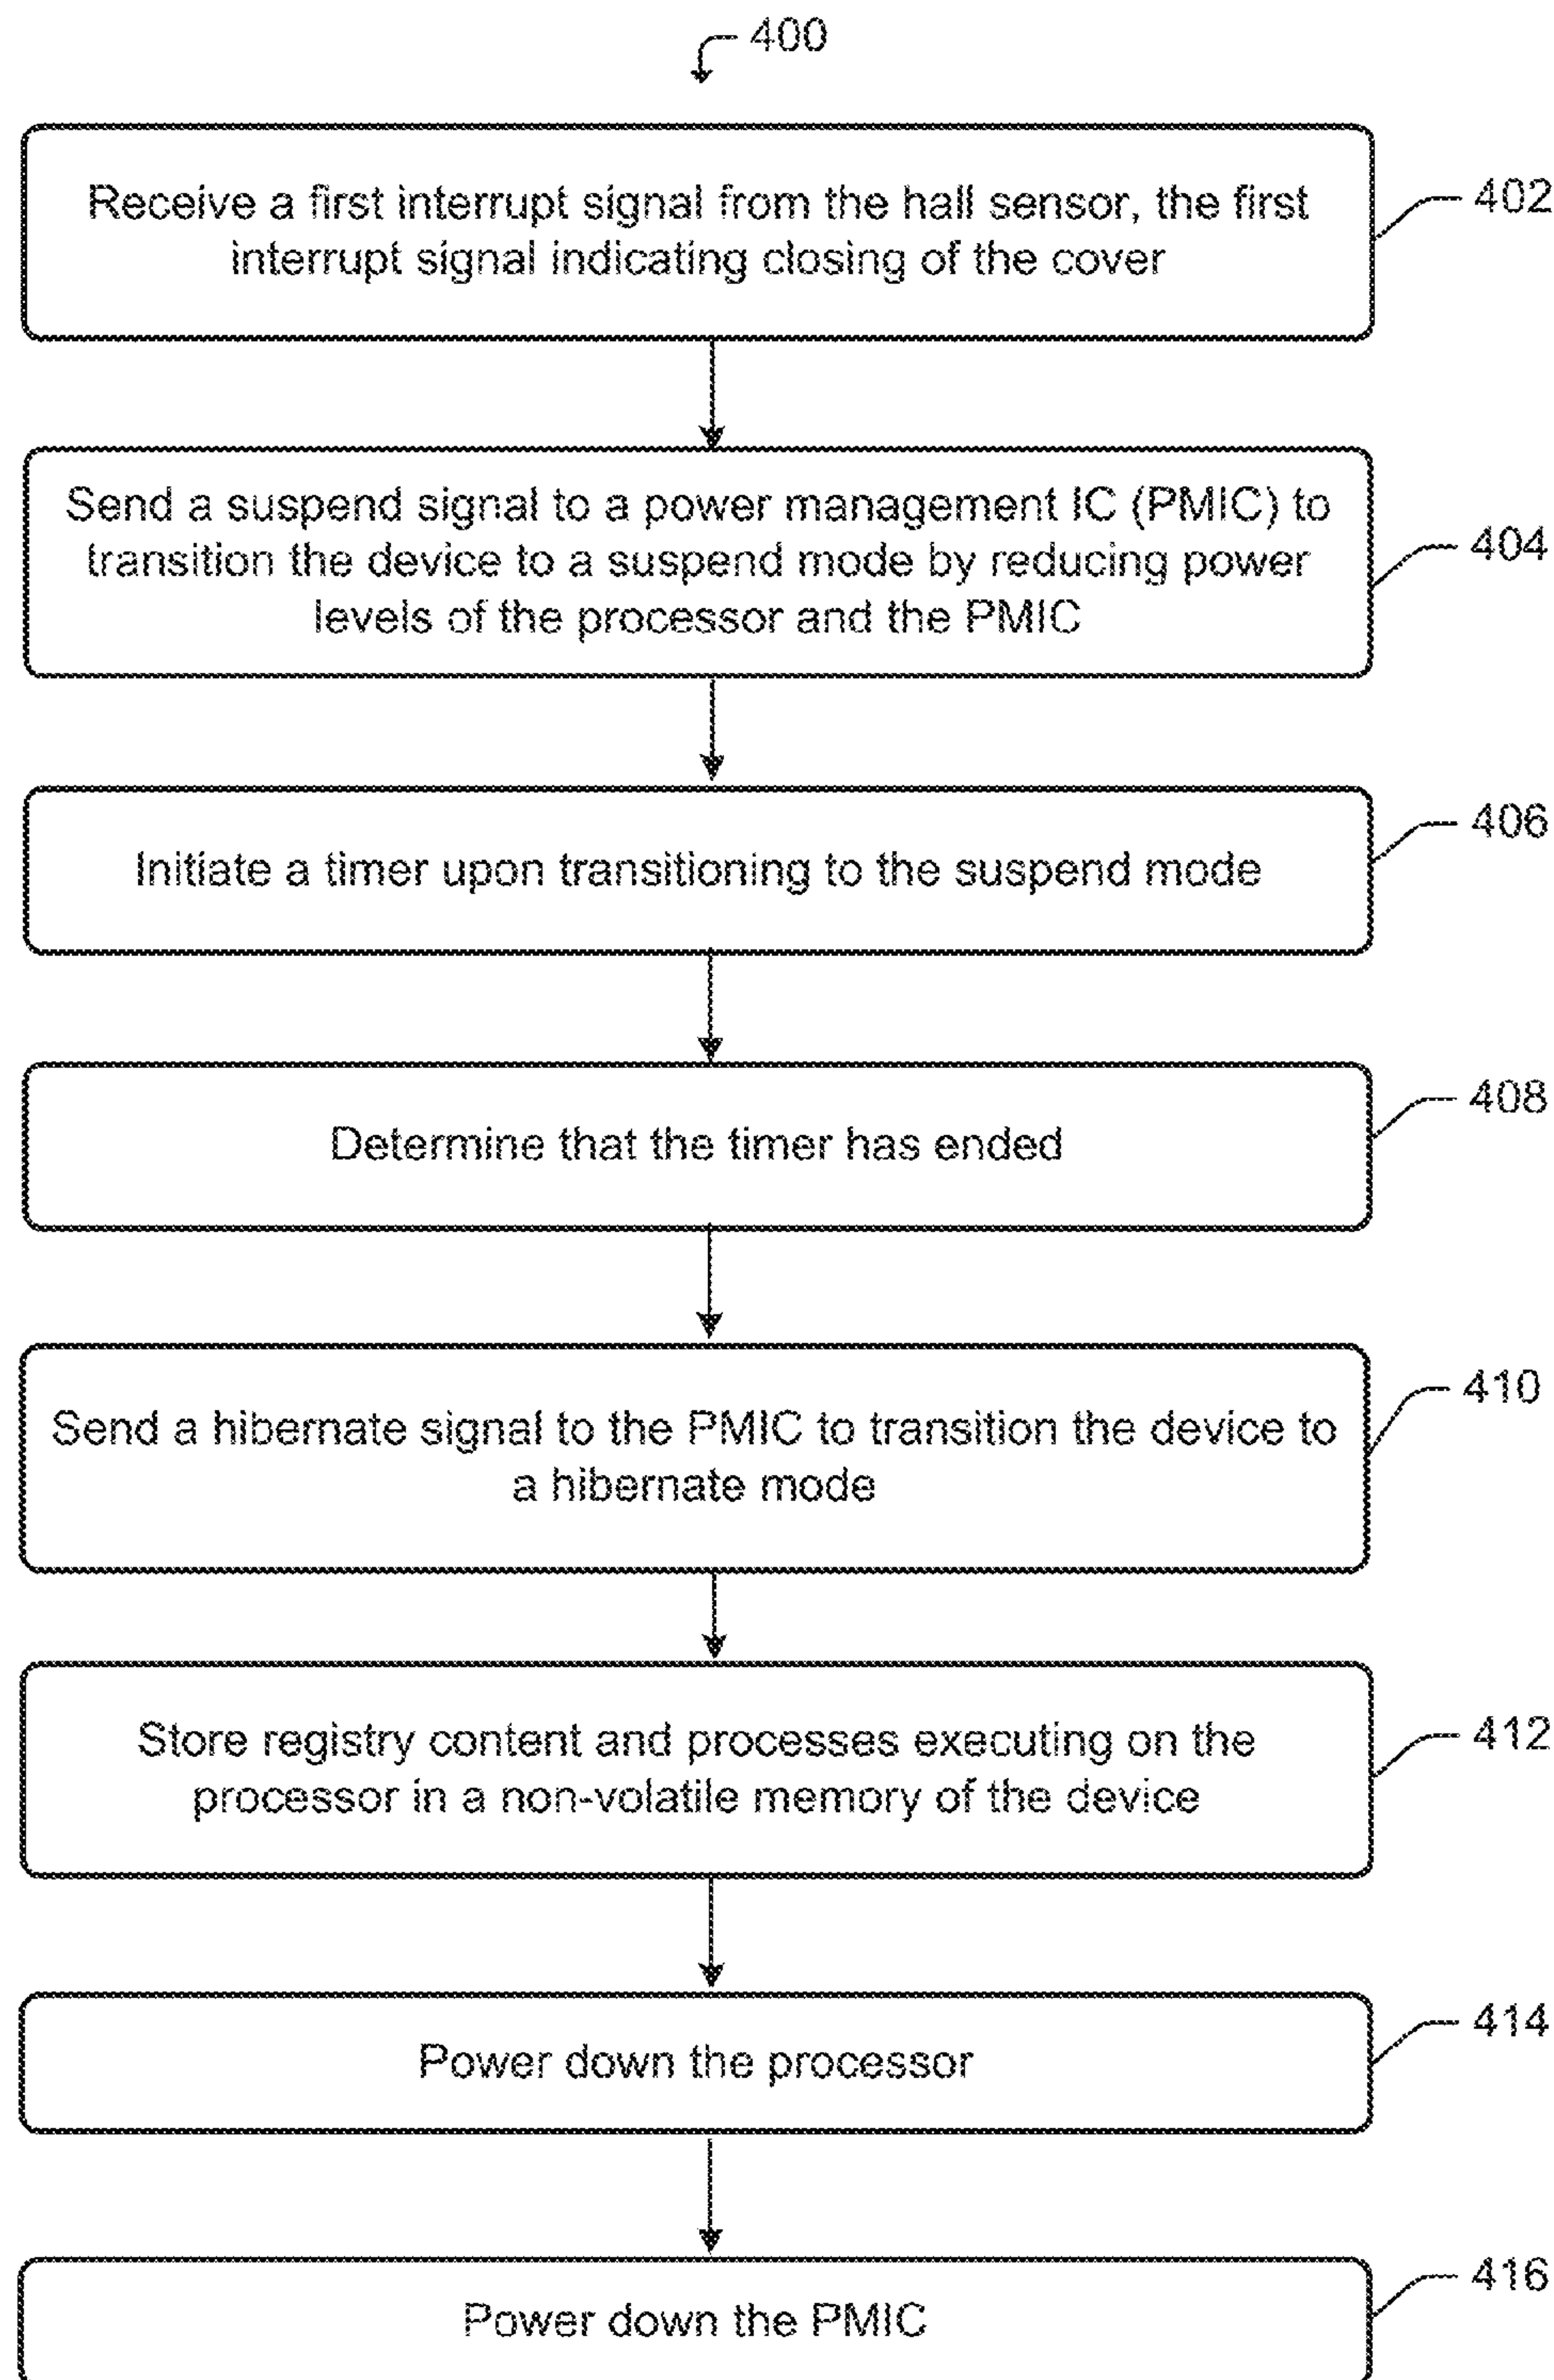 400
Receive a first interrupt signal from the hall sensor, the first
interrupt signal indicating closing of the cover
402
Send a suspend signal to a power management IC (PMIC) to
transition the device to a suspend mode by reducing power
levels of the processor and the PMIC
404
Initiate a timer upon transitioning to the suspend mode
406
Determine that the timer has ended
408
Send a hibernate signal to the PMIC to transition the device to
a hibernate mode
410
Store registry content and processes executing on the
processor in a non-volatile memory of the device
412
Power down the processor
414
Power down the PMIC
416